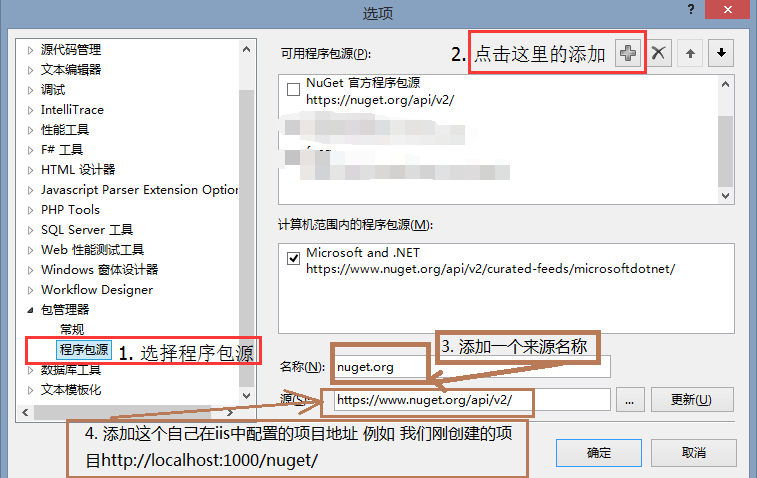 选项
源代码管理
文本编辑器
调试
IntelliTrace
性能工具
F# 工具
HTML 设计器
Javascript Parser Extension Option
PHP Tools
SQL Server 工具
Web 性能测试工具
Windows 窗体设计器
Workflow Designer
包管理器
常规
程序包源
1. 选择程序包源
数据库工具
文本模板化
可用程序包源(P):
2. 点击这里的添加
NuGet 官方程序包源
https://nuget.org/api/v2/
计算机范围内的程序包源(M):
Microsoft and .NET
https://www.nuget.org/api/v2/curated-feeds/microsoftdotnet/
3. 添加一个来源名称
名称(N):
nuget.org
源(S):
https://www.nuget.org/api/v2/
...
更新(U)
4. 添加这个自己在iis中配置的项目地址 例如 我们刚创建的项
目http://localhost:1000/nuget/
确定
取消